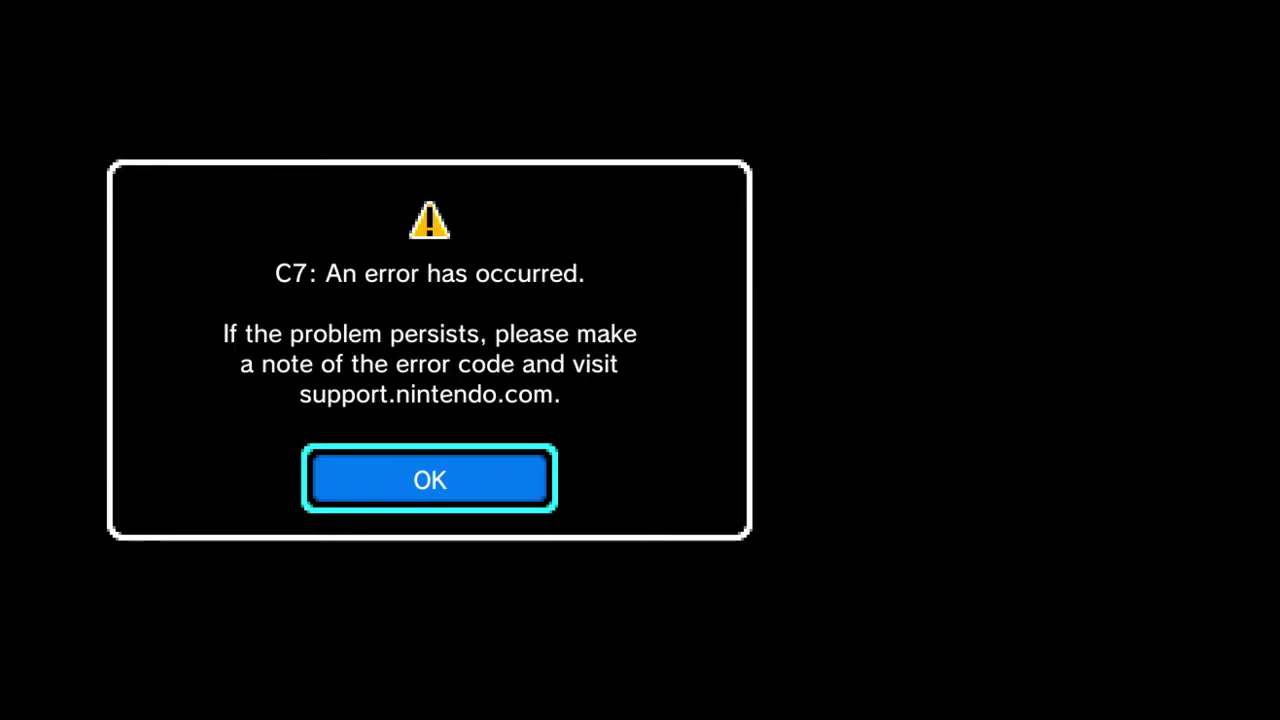 C7: An error has occurred.
If the problem persists, please make
a note of the error code and visit
support.nintendo.com.
OK